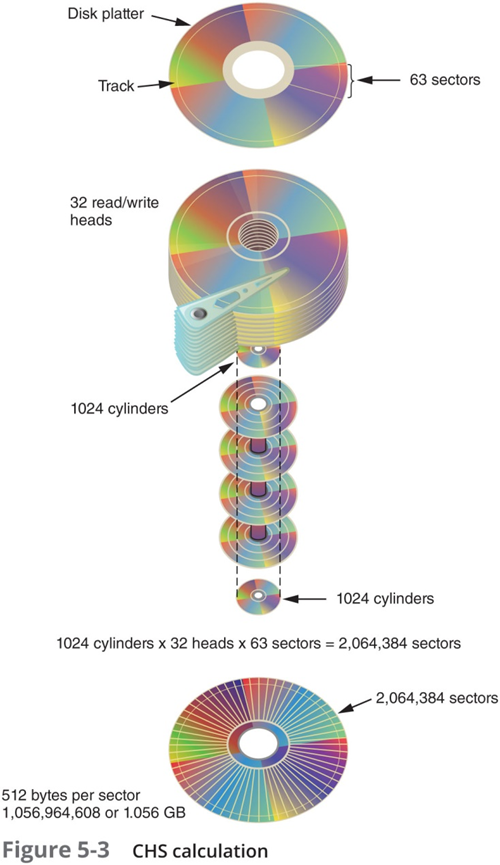 Disk platter
Track
63 sectors
32 read/write
heads
1024 cylinders
1024 cylinders
1024 cylinders x 32 heads x 63 sectors = 2,064,384 sectors
2,064,384 sectors
512 bytes per sector
1,056,964,608 or 1.056 GB
Figure 5-3 CHS calculation